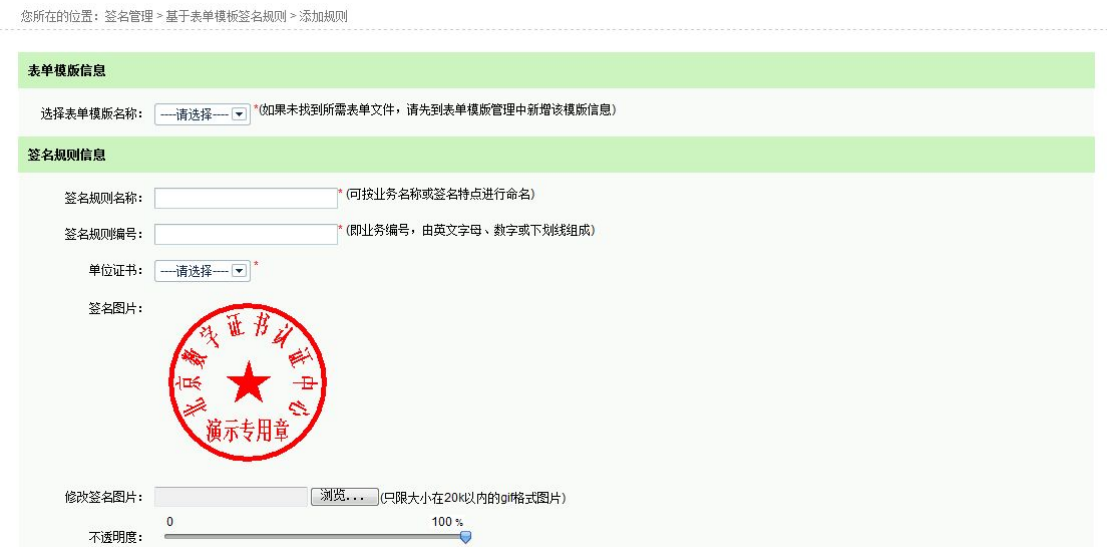 您所在的位置：签名管理 > 基于表单模板签名规则 > 添加规则
表单模版信息
选择表单模版名称： ----请选择---- *(如果未找到所需表单文件，请先到表单模版管理中新增该模版信息)
签名规则信息
签名规则名称： * (可按业务名称或签名特点进行命名)
签名规则编号： * (即业务编号，由英文字母、数字或下划线组成)
单位证书： ----请选择---- *
签名图片：
北京数字证书认证中心
演示专用章
修改签名图片： 浏览... (只限大小在20k以内的gif格式图片)
0 100 %
不透明度：